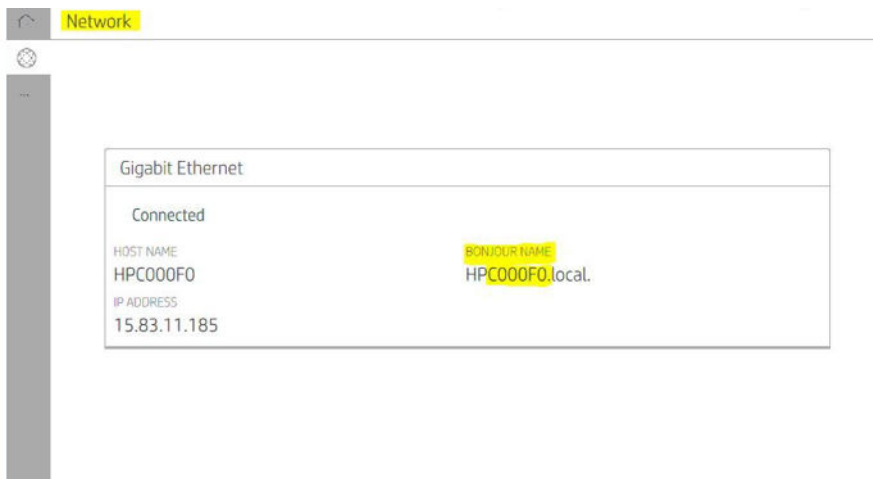 Network
Gigabit Ethernet
Connected
HOST NAME
HPC000F0
BONJOUR NAME
HPC000F0.local.
IP ADDRESS
15.83.11.185